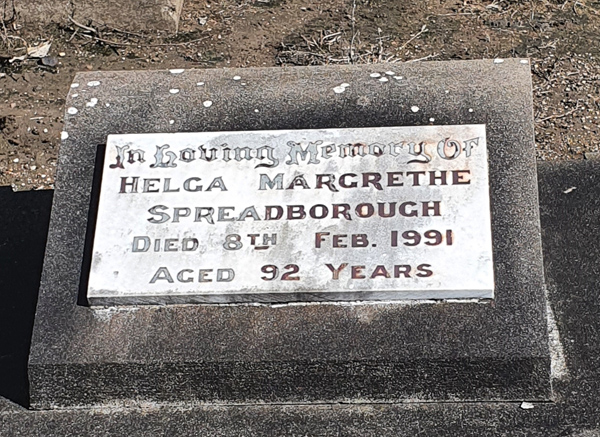 In Loving Memory Of
HELGA MARGRETHE
SPREADBOROUGH
DIED 8TH FEB. 1991
AGED 92 YEARS